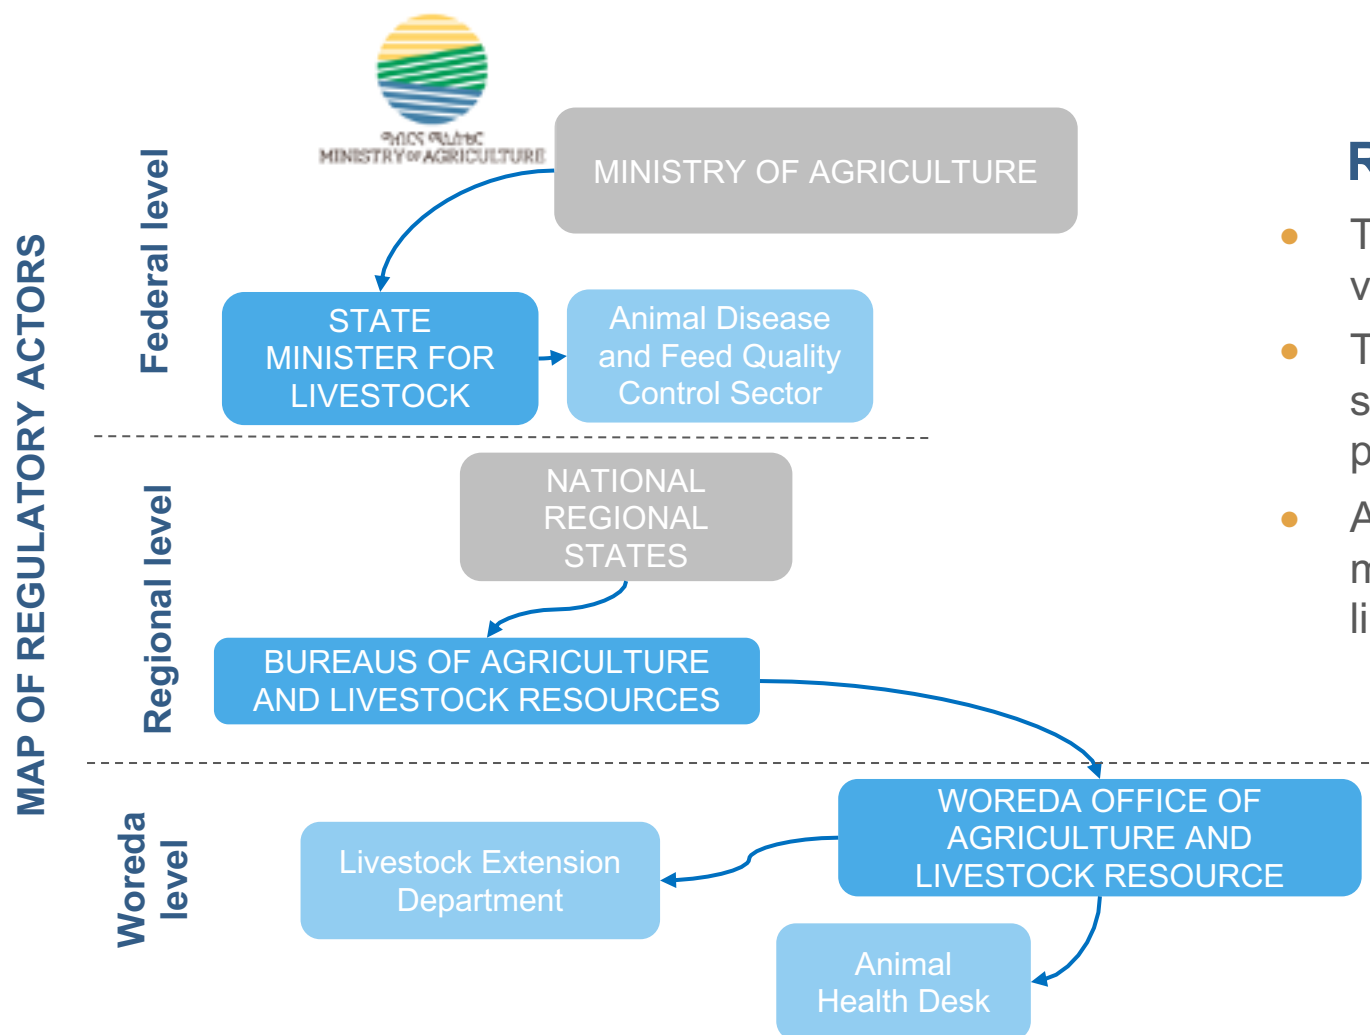 MINISTRY OF AGRICULTURE
MINISTRY OF AGRICULTURE
MAP OF REGULATORY ACTORS
Federal level
STATE
MINISTER FOR
LIVESTOCK
Animal Disease
and Feed Quality
Control Sector
Regional level
NATIONAL
REGIONAL
STATES
BUREAUS OF AGRICULTURE
AND LIVESTOCK RESOURCES
Woreda
level
WOREDA OFFICE OF
AGRICULTURE AND
LIVESTOCK RESOURCE
Livestock Extension
Department
Animal
Health Desk